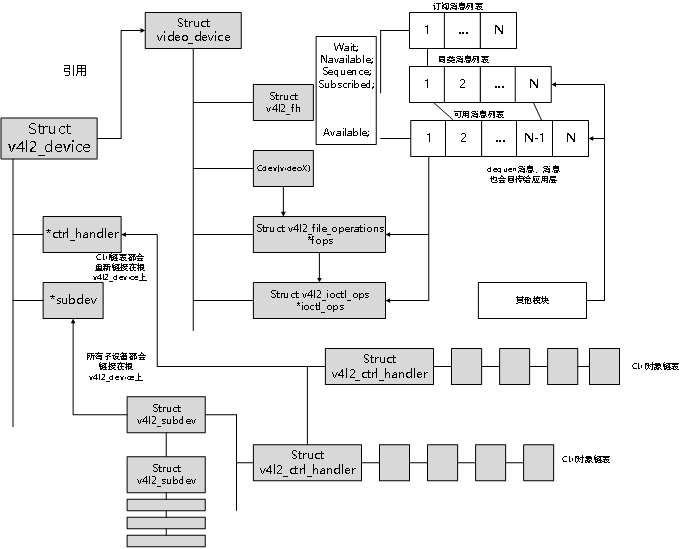 Struct
video_device
引用
Struct
v4l2_device
Struct
v4l2_fh
Wait;
Navailable;
Sequence;
Subscribed;
Available;
订阅消息列表
1
...
N
同类消息列表
1
2
...
N
可用消息列表
1
2
...
N-1
N
dequeu消息，消息
也会回传给应用层
Cdev(videoX)
Struct v4l2_file_operations
*fops
Struct v4l2_ioctl_ops
*ioctl_ops
其他模块
*ctrl_handler
Ctrl链表都会
重新链接在根
v4l2_device上
*subdev
所有子设备都会
链接在根
v4l2_device上
Struct
v4l2_ctrl_handler
Ctrl对象链表
Struct
v4l2_subdev
Struct
v4l2_ctrl_handler
Ctrl对象链表
Struct
v4l2_subdev